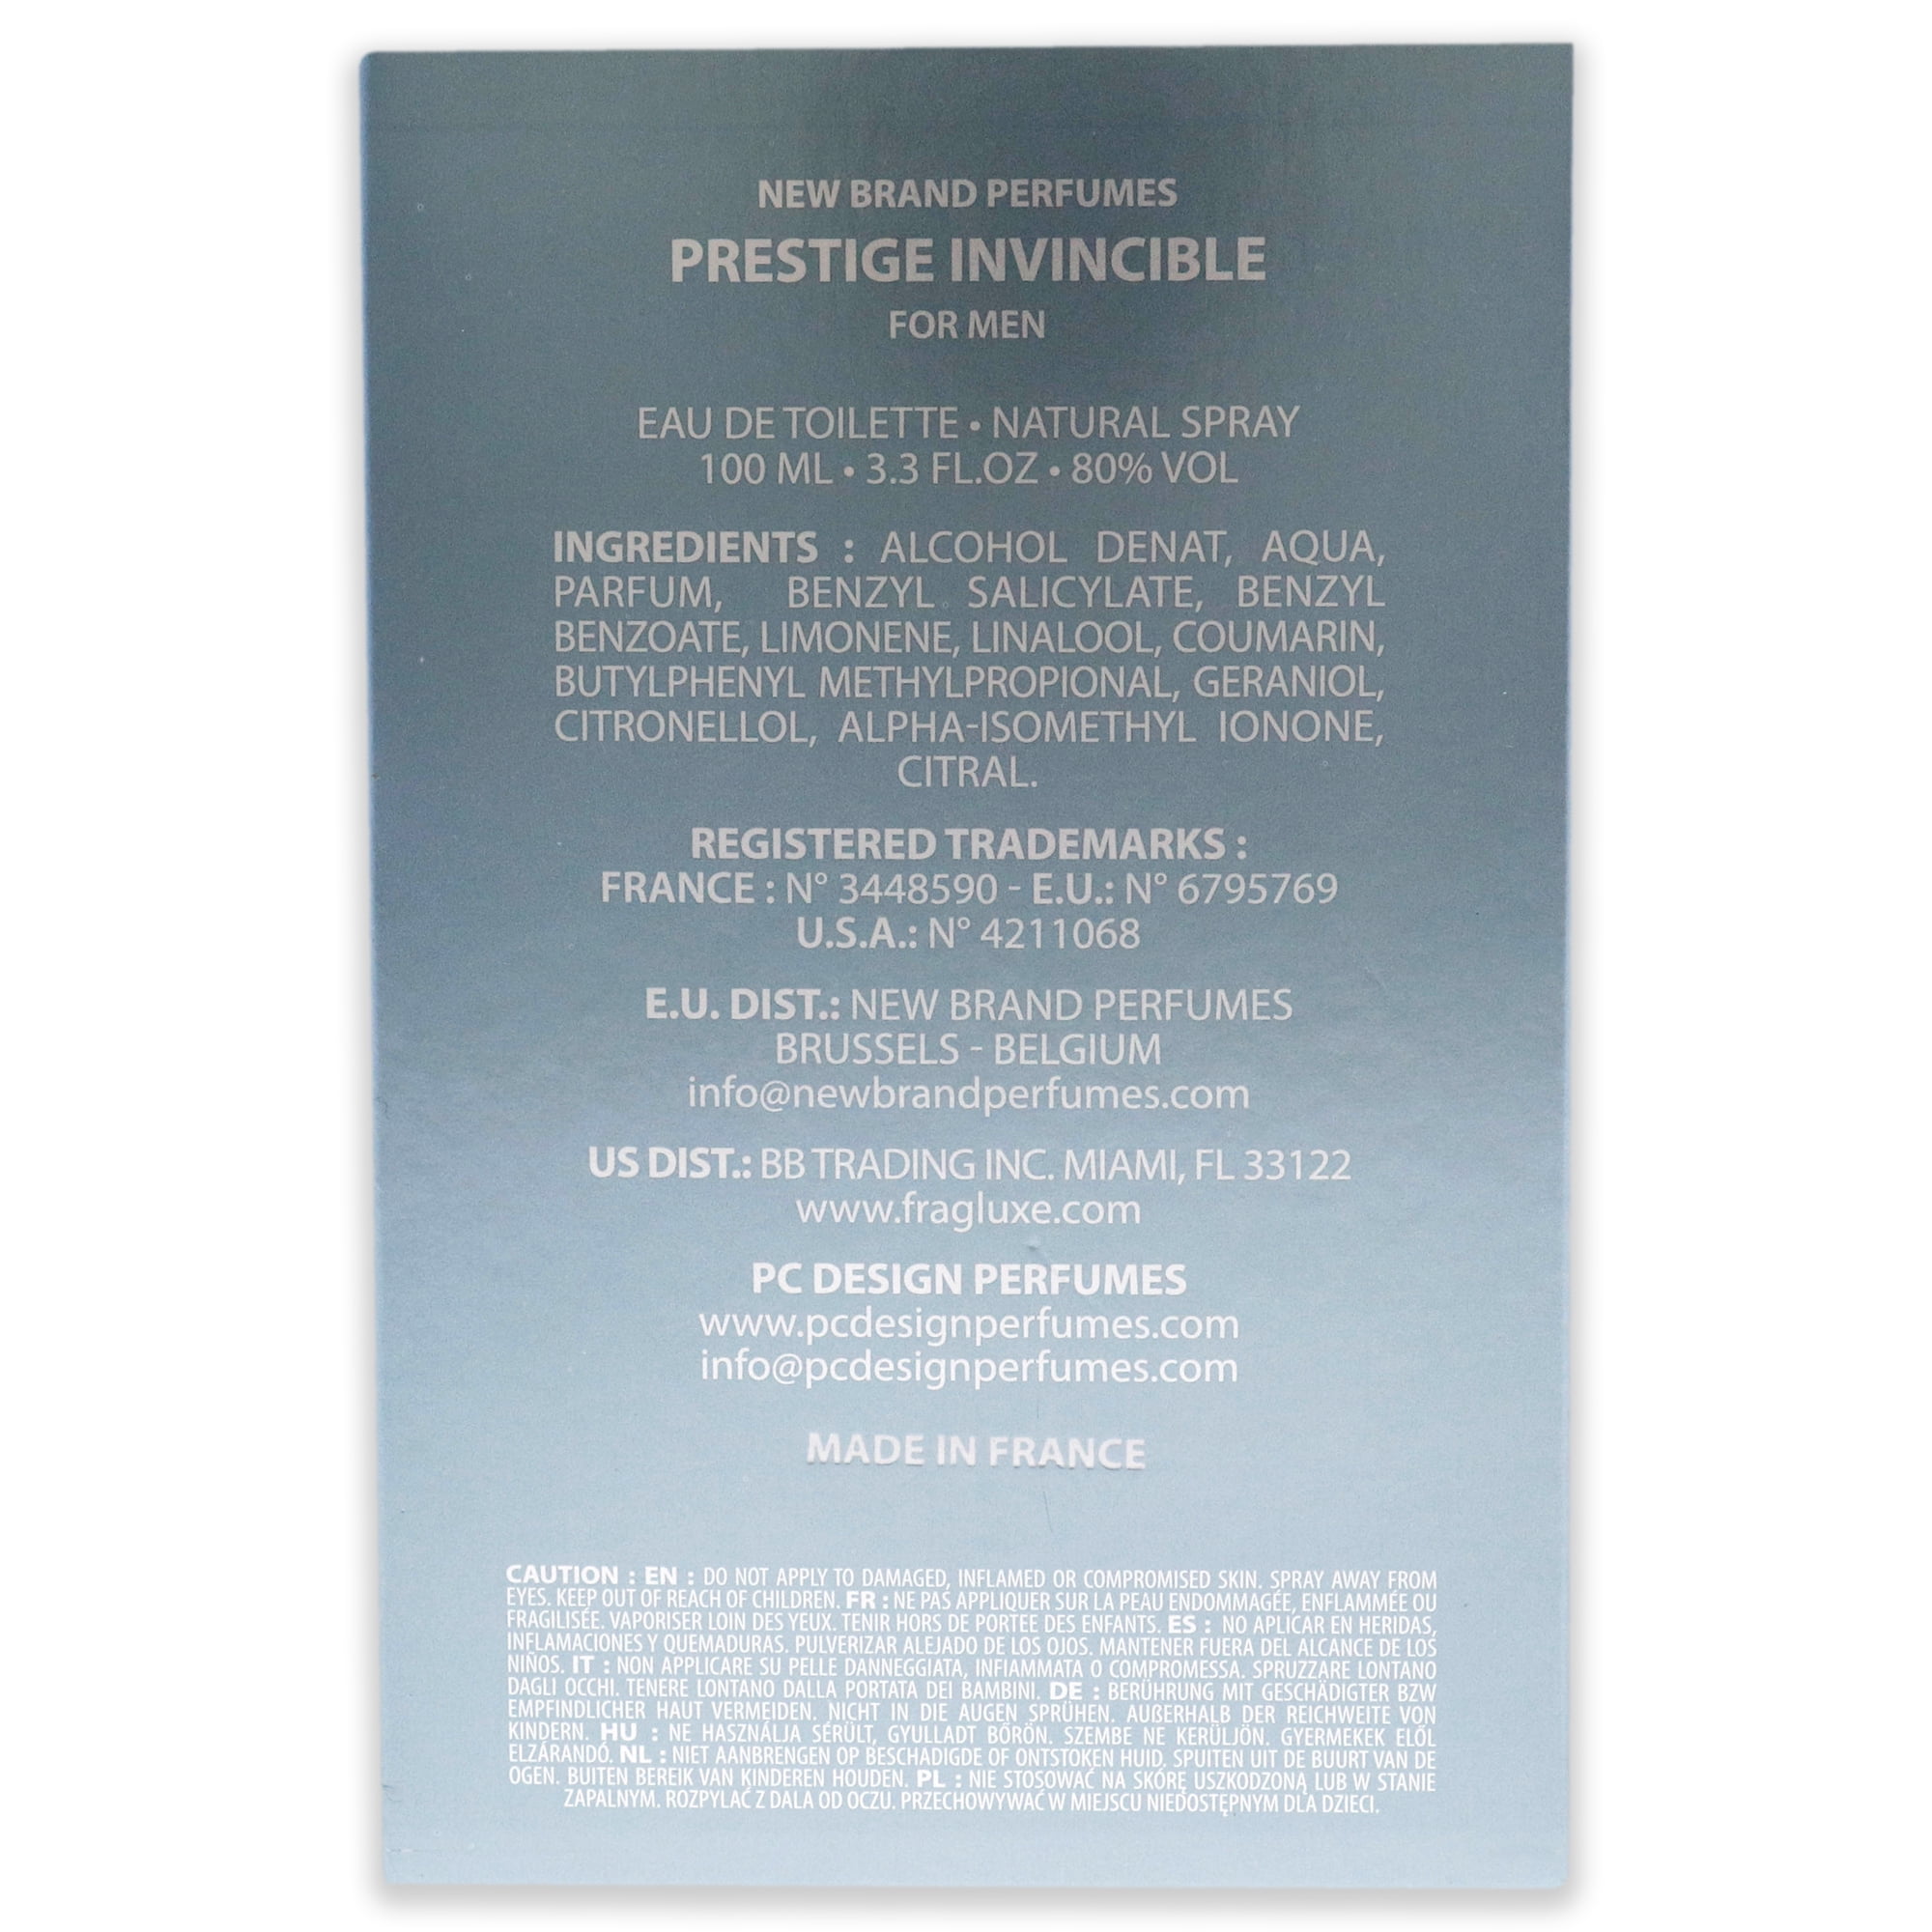 NEW BRAND PERFUMES
PRESTIGE INVINCIBLE
FOR MEN
EAU DE TOILETTE • NATURAL SPRAY
100 ML • 3.3 FL.OZ • 80% VOL
INGREDIENTS : ALCOHOL DENAT, AQUA,
PARFUM, BENZYL SALICYLATE, BENZYL
BENZOATE, LIMONENE, LINALOOL, COUMARIN,
BUTYLPHENYL METHYLPROPIONAL, GERANIOL,
CITRONELLOL, ALPHA-ISOMETHYL IONONE,
CITRAL.
REGISTERED TRADEMARKS :
FRANCE : N° 3448590 - E.U.: N° 6795769
U.S.A.: N° 4211068
E.U. DIST.: NEW BRAND PERFUMES
BRUSSELS - BELGIUM
info@newbrandperfumes.com
US DIST.: BB TRADING INC. MIAMI, FL 33122
www.fragluxe.com
PC DESIGN PERFUMES
www.pcdesignperfumes.com
info@pcdesignperfumes.com
MADE IN FRANCE
CAUTION : EN : DO NOT APPLY TO DAMAGED, INFLAMED OR COMPROMISED SKIN. SPRAY AWAY FROM
EYES. KEEP OUT OF REACH OF CHILDREN. FR : NE PAS APPLIQUER SUR LA PEAU ENDOMMAGÉE, ENFLAMMÉE OU
FRAGILISÉE. VAPORISER LOIN DES YEUX. TENIR HORS DE PORTEE DES ENFANTS. ES : NO APLICAR EN HERIDAS,
INFLAMACIONES Y QUEMADURAS. PULVERIZAR ALEJADO DE LOS OJOS. MANTENER FUERA DEL ALCANCE DE LOS
NIÑOS. IT : NON APPLICARE SU PELLE DANNEGGIATA, INFIAMMATA O COMPROMESSA. SPRUZZARE LONTANO
DAGLI OCCHI. TENERE LONTANO DALLA PORTATA DEI BAMBINI. DE : BERÜHRUNG MIT GESCHÄDIGTER BZW
EMPFINDLICHER HAUT VERMEIDEN. NICHT IN DIE AUGEN SPRÜHEN. AUßERHALB DER REICHWEITE VON
KINDERN. HU : NE HASZNÁLJA SÉRÜLT, GYULLADT BŐRÖN. SZEMBE NE KERÜLJÖN. GYERMEKEK ELŐL
ELZÁRANDÓ. NL : NIET AANBRENGEN OP BESCHADIGDE OF ONTSTOKEN HUID. SPUITEN UIT DE BUURT VAN DE
OGEN. BUITEN BEREIK VAN KINDEREN HOUDEN. PL : NIE STOSOWAĆ NA SKÓRĘ USZKODZONĄ LUB W STANIE
ZAPALNYM. ROZPYLAĆ Z DALA OD OCZU. PRZECHOWYWAĆ W MIEJSCU NIEDOSTĘPNYM DLA DZIECI.